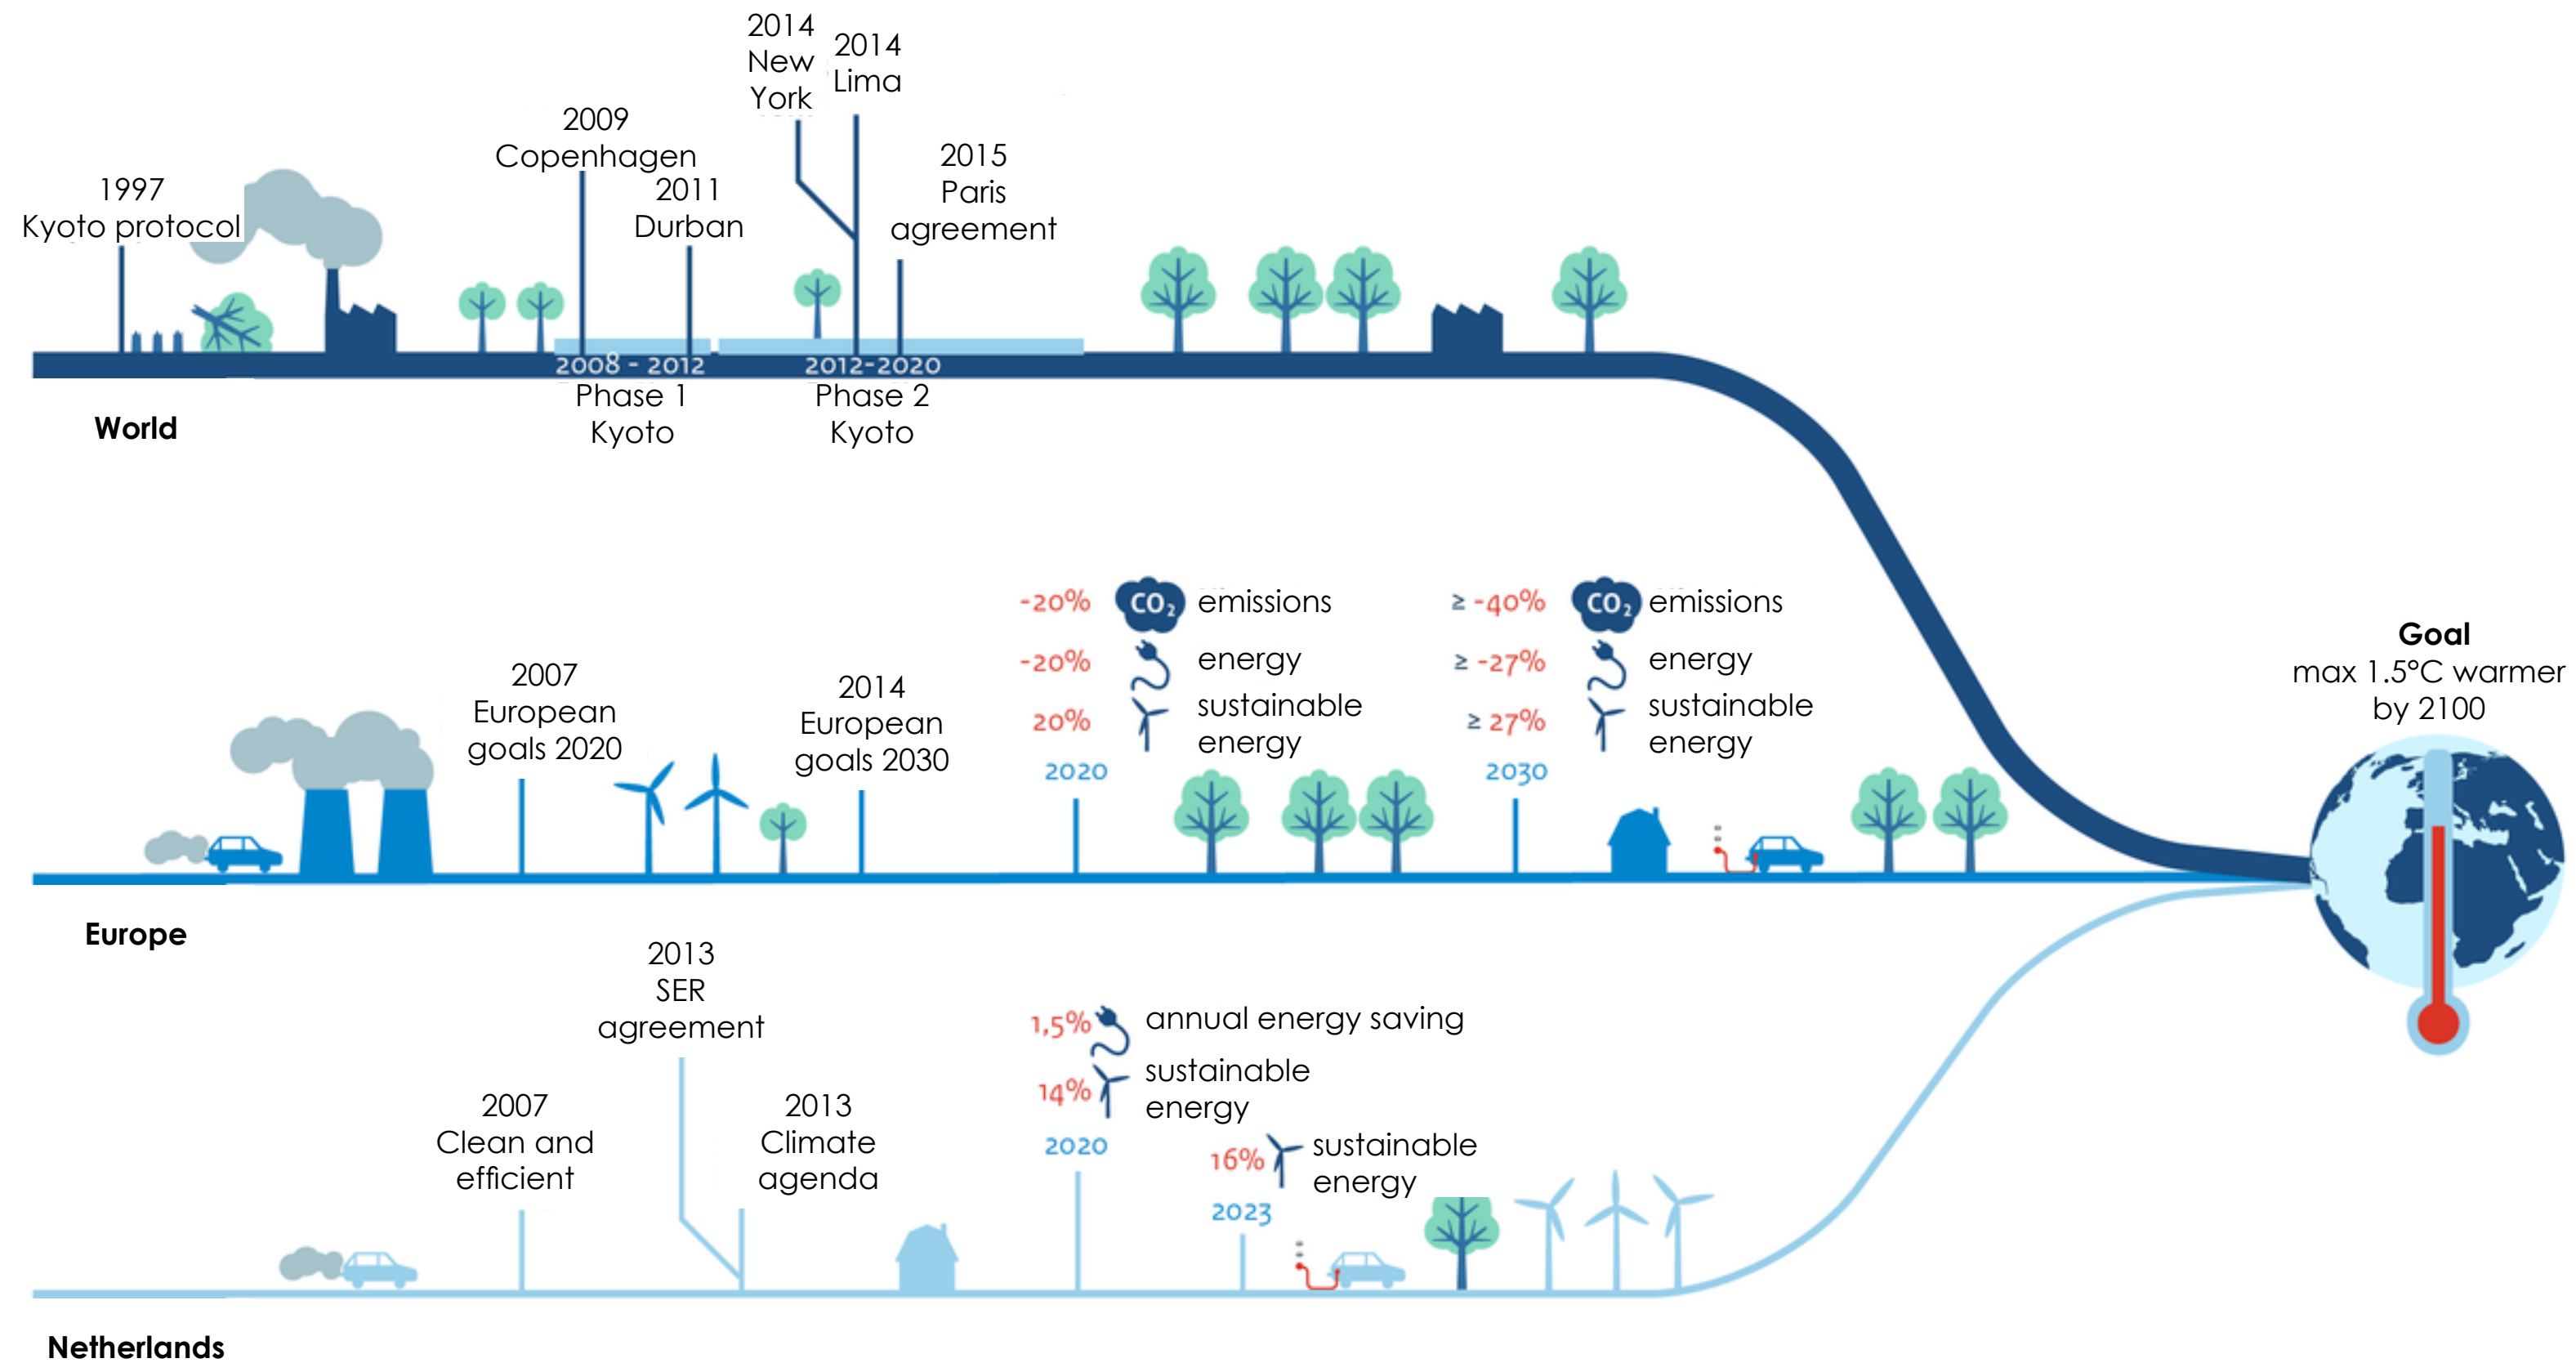 2014
New
York
2014
Lima
2009
Copenhagen
2011
Durban
2015
Paris
agreement
1997
Kyoto protocol
2008 - 2012
2012-2020
Phase 1
Kyoto
Phase 2
Kyoto
World
-20% CO₂ emissions
-20% energy
20% sustainable
energy
2020
≥ -40% CO₂ emissions
≥ -27% energy
≥ 27% sustainable
energy
2030
2007
European
goals 2020
2014
European
goals 2030
Goal
max 1.5°C warmer
by 2100
Europe
2013
SER
agreement
1,5% annual energy saving
14% sustainable
energy
2020
2007
Clean and
efficient
2013
Climate
agenda
16% sustainable
energy
2023
Netherlands